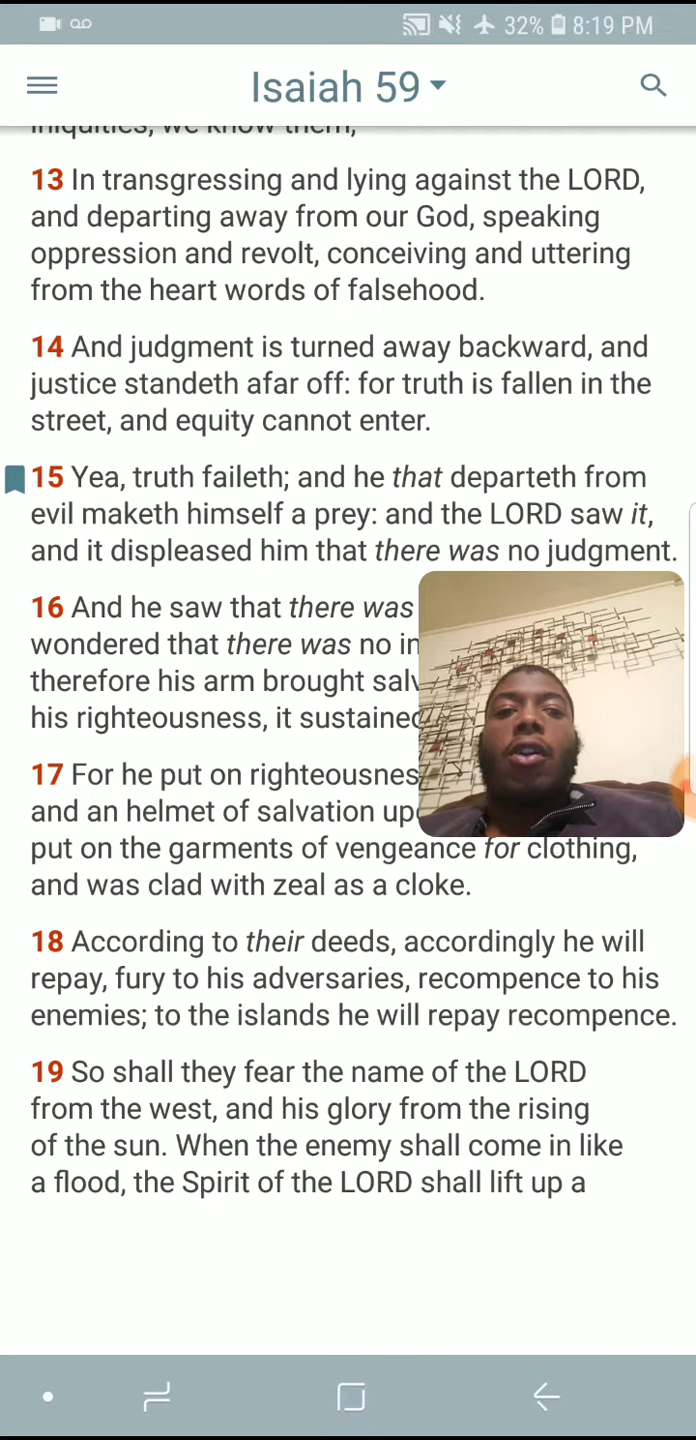 32% 8:19 PM
Isaiah 59
iniquities, we know them;
13 In transgressing and lying against the LORD,
and departing away from our God, speaking
oppression and revolt, conceiving and uttering
from the heart words of falsehood.
14 And judgment is turned away backward, and
justice standeth afar off: for truth is fallen in the
street, and equity cannot enter.
15 Yea, truth faileth; and he that departeth from
evil maketh himself a prey: and the LORD saw it,
and it displeased him that there was no judgment.
16 And he saw that there was
wondered that there was no
therefore his arm brought
his righteousness, it
17 For he put on
and an helmet of salvation
put on the garments of vengeance for clothing,
and was clad with zeal as a cloke.
18 According to their deeds, accordingly he will
repay, fury to his adversaries, recompence to his
enemies; to the islands he will repay recompence.
19 So shall they fear the name of the LORD
from the west, and his glory from the rising
of the sun. When the enemy shall come in like
a flood, the Spirit of the LORD shall lift up a